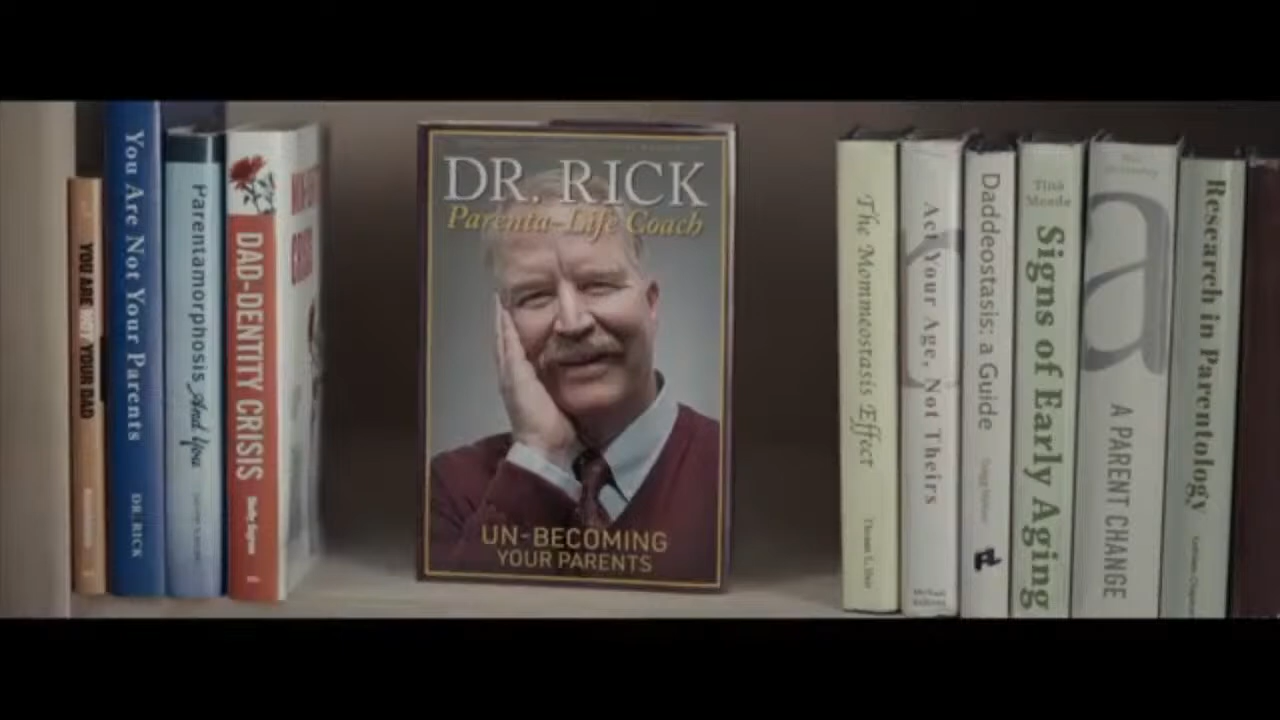 YOU ARE NOT YOUR DAD
You Are Not Your Parents
DR. RICK
Parentamorphosis And You
DAD-DENTITY CRISIS
DR. RICK
Parenta-Life Coach
UN-BECOMING
YOUR PARENTS
The Mommeostasis Effect
Act Your Age, Not Theirs
Daddeostasis: a Guide
Tina
Meade
Signs of Early Aging
a
A PARENT CHANGE
Research in Parentology